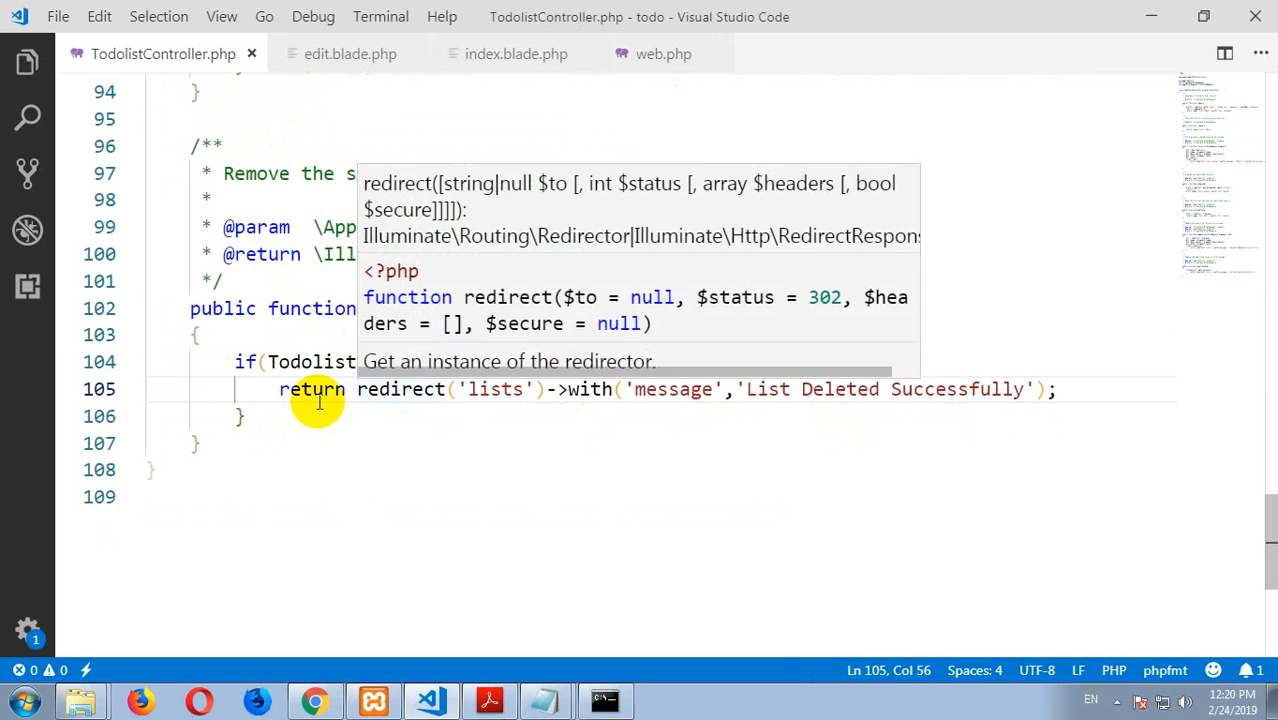 File Edit Selection View Go Debug Terminal Help TodolistController.php - todo - Visual Studio Code
TodolistController.php edit.blade.php index.blade.php web.php
94 }
95
96 /**
97 * Remove the
98 *
99 * @param \App
100 * @return \I
101 */
102 public function
103 {
104 if(Todolist
105 return redirect('lists')->with('message','List Deleted Successfully');
106 }
107 }
108 }
109
redirect([string|null $to [, int $status [, array $headers [, bool
$secure]]]]):
Illuminate\Routing\Redirector|Illuminate\Http\RedirectRespon
<?php
function redirect($to = null, $status = 302, $hea
ders = [], $secure = null)
Get an instance of the redirector.
0 0 Ln 105, Col 56 Spaces: 4 UTF-8 LF PHP phpfmt 1
1
EN 12:20 PM
2/24/2019